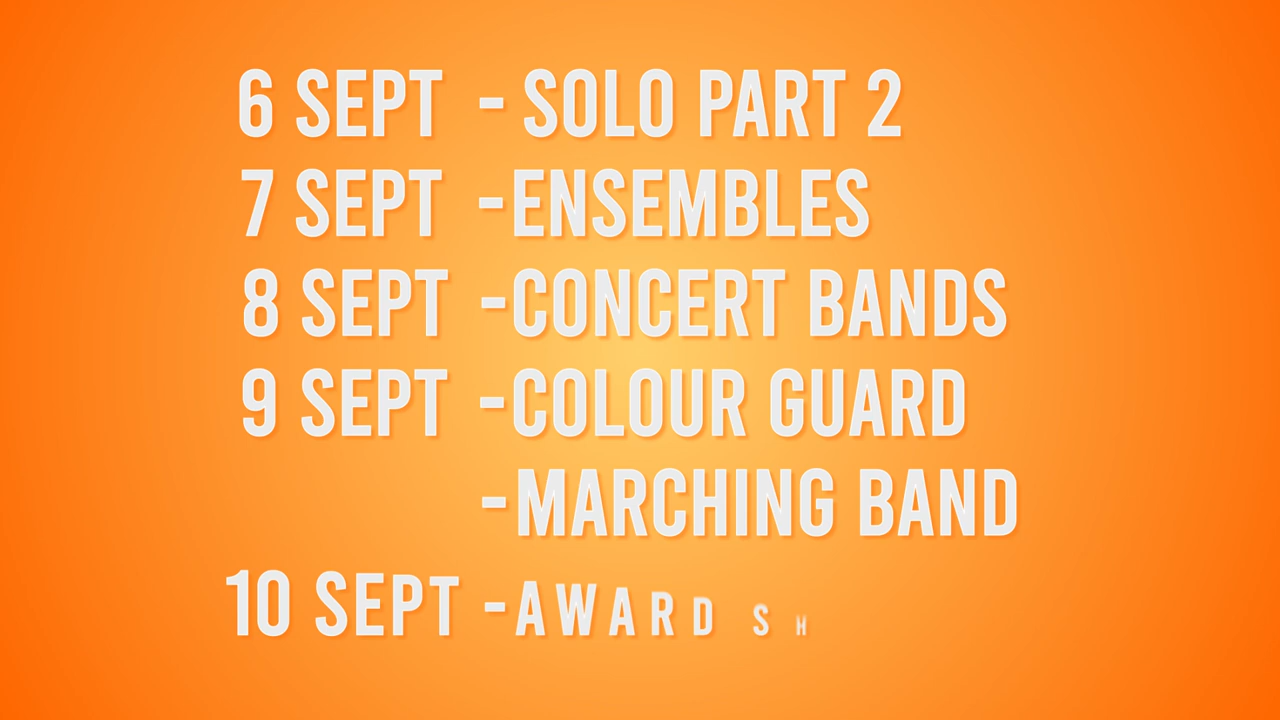 6 SEPT - SOLO PART 2
7 SEPT -ENSEMBLES
8 SEPT -CONCERT BANDS
9 SEPT -COLOUR GUARD
-MARCHING BAND
10 SEPT -AWARD SH